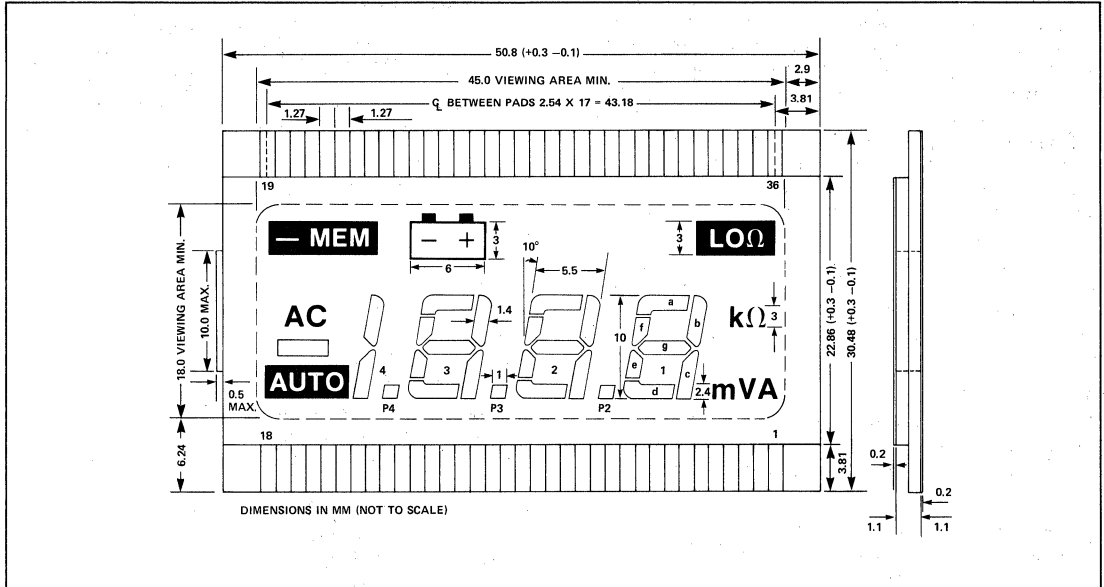 50.8 (+0.3 −0.1)
45.0 VIEWING AREA MIN.
2.9
℄ BETWEEN PADS 2.54 X 17 = 43.18
3.81
1.27 1.27
19 36
− MEM
− +
3
6
3
LOΩ
10°
5.5
AC
1.4
10
a
b
f
g
e
c
d
kΩ
3
AUTO
4
3
1
2
1
2.4
mVA
P4 P3 P2
18 1
18.0 VIEWING AREA MIN.
10.0 MAX.
0.5
MAX.
6.24
22.86 (+0.3 −0.1)
30.48 (+0.3 −0.1)
3.81
0.2
0.2
1.1 1.1
DIMENSIONS IN MM (NOT TO SCALE)